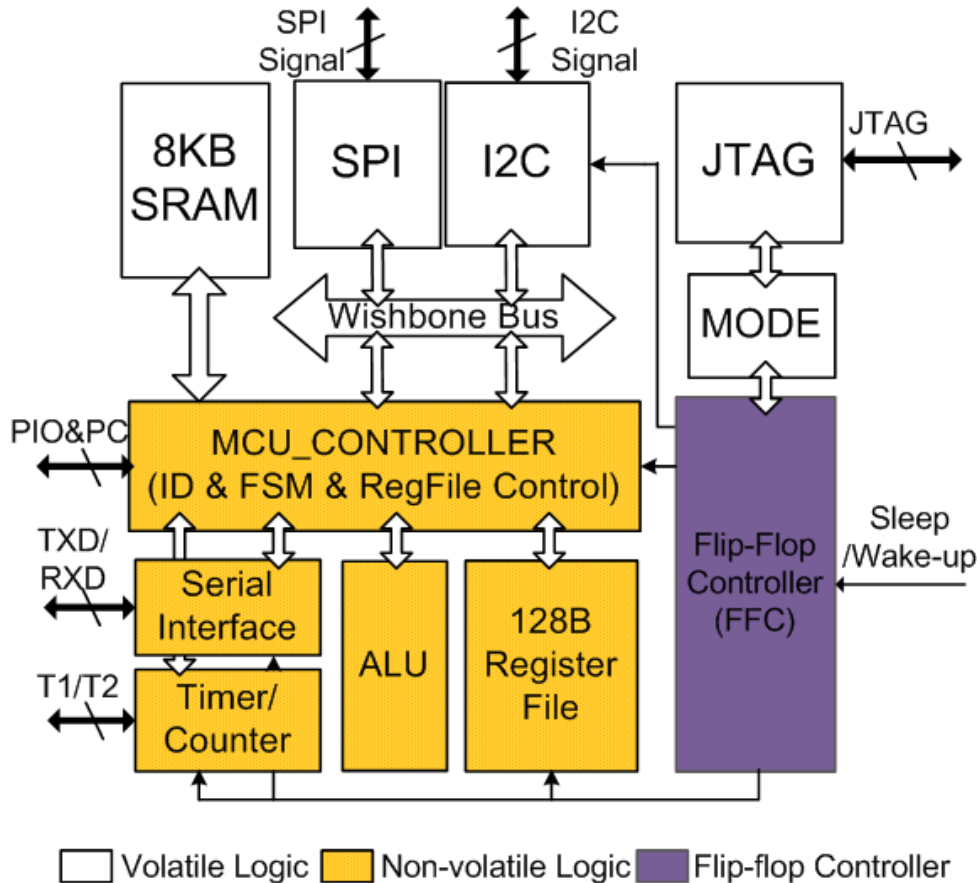 SPI
Signal
I2C
Signal
8KB
SRAM
SPI
I2C
JTAG
JTAG
Wishbone Bus
MODE
PIO&PC
MCU_CONTROLLER
(ID & FSM & RegFile Control)
TXD/
RXD
Serial
Interface
ALU
128B
Register
File
Flip-Flop
Controller
(FFC)
Sleep
/Wake-up
T1/T2
Timer/
Counter
Volatile Logic
Non-volatile Logic
Flip-flop Controller